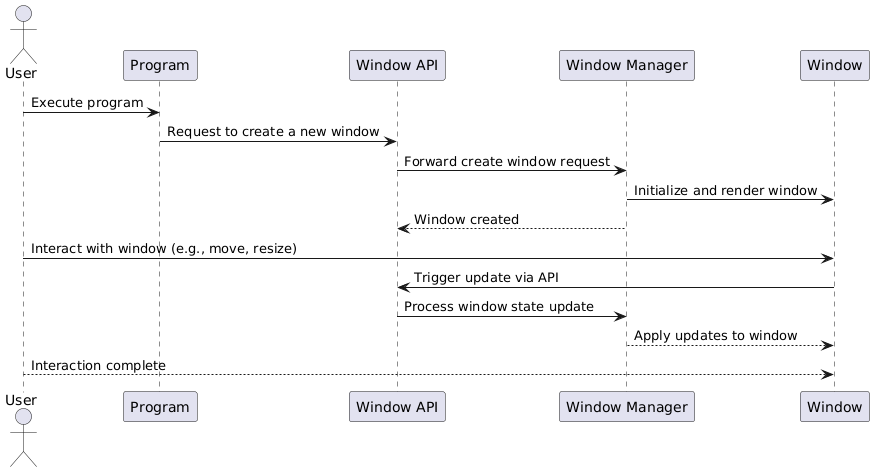 User
Program
Window API
Window Manager
Window
Execute program
Request to create a new window
Forward create window request
Initialize and render window
Window created
Interact with window (e.g., move, resize)
Trigger update via API
Process window state update
Apply updates to window
Interaction complete
User
Program
Window API
Window Manager
Window